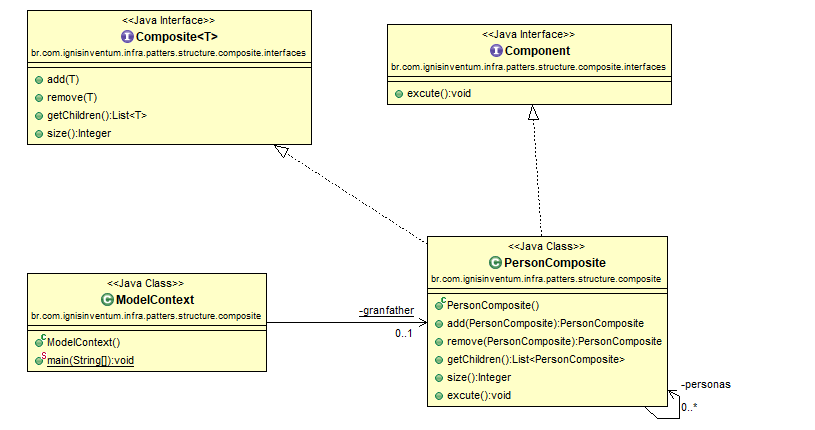 <<Java Interface>>
Composite<T>
br.com.ignisinventum.infra.patters.structure.composite.interfaces
add(T)
remove(T)
getChildren():List<T>
size():Integer
<<Java Interface>>
Component
br.com.ignisinventum.infra.patters.structure.composite.interfaces
excute():void
<<Java Class>>
ModelContext
br.com.ignisinventum.infra.patters.structure.composite
ModelContext()
main(String[]):void
-granfather
0..1
<<Java Class>>
PersonComposite
br.com.ignisinventum.infra.patters.structure.composite
PersonComposite()
add(PersonComposite):PersonComposite
remove(PersonComposite):PersonComposite
getChildren():List<PersonComposite>
size():Integer
excute():void
-personas
0..*